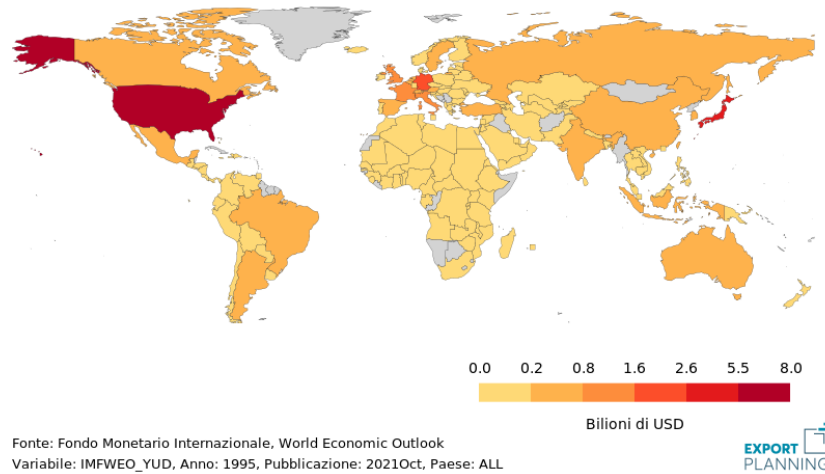 0.0 0.2 0.8 1.6 2.6 5.5 8.0
Bilioni di USD
Fonte: Fondo Monetario Internazionale, World Economic Outlook
Variabile: IMFWEO_YUD, Anno: 1995, Pubblicazione: 2021Oct, Paese: ALL
EXPORT
PLANNING